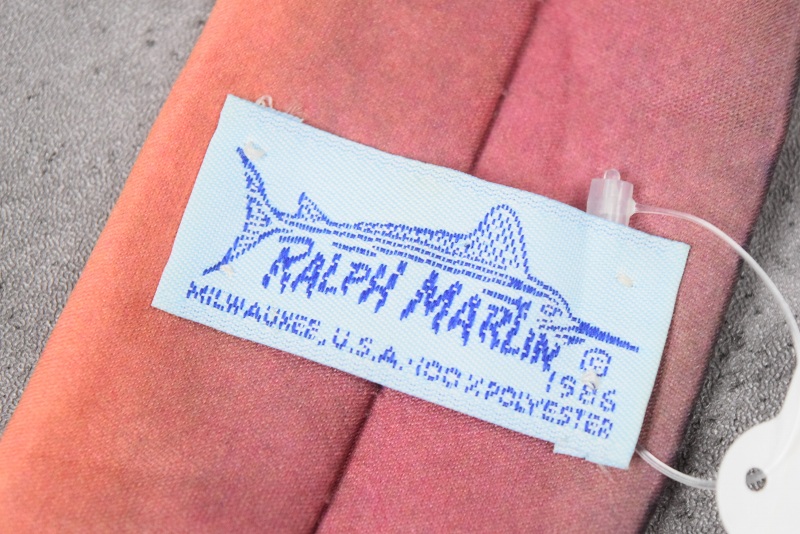 RALPH MARLIN
© 1986
MILWAUKEE, U.S.A. 100% POLYESTER